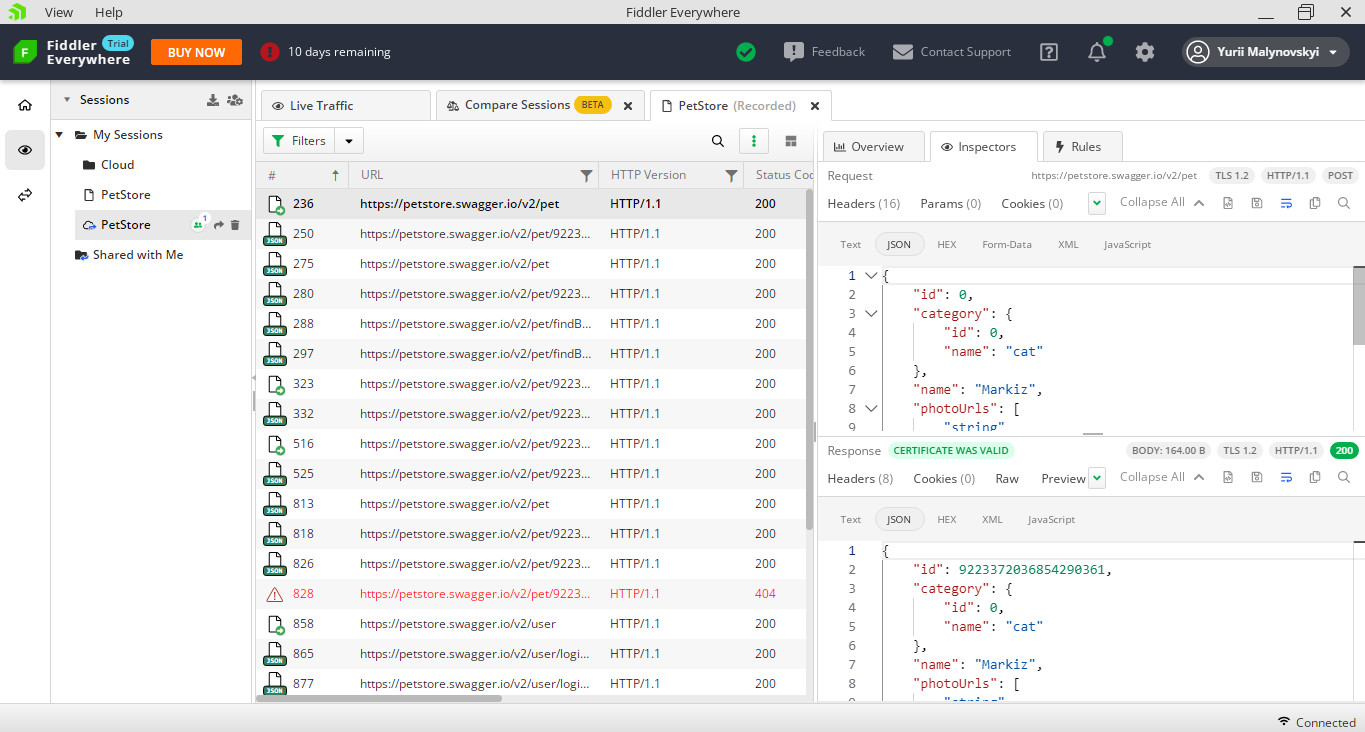 View Help Fiddler Everywhere
Fiddler Trial
Everywhere
BUY NOW
10 days remaining
Feedback
Contact Support
Yurii Malynovskyi
Sessions
My Sessions
Cloud
PetStore
PetStore 1
Shared with Me
Live Traffic
Compare Sessions BETA
PetStore (Recorded)
Filters
# URL HTTP Version Status Coc
236 https://petstore.swagger.io/v2/pet HTTP/1.1 200
JSON 250 https://petstore.swagger.io/v2/pet/9223... HTTP/1.1 200
JSON 275 https://petstore.swagger.io/v2/pet HTTP/1.1 200
JSON 280 https://petstore.swagger.io/v2/pet/9223... HTTP/1.1 200
JSON 288 https://petstore.swagger.io/v2/pet/findB... HTTP/1.1 200
JSON 297 https://petstore.swagger.io/v2/pet/findB... HTTP/1.1 200
323 https://petstore.swagger.io/v2/pet/9223... HTTP/1.1 200
JSON 332 https://petstore.swagger.io/v2/pet/9223... HTTP/1.1 200
516 https://petstore.swagger.io/v2/pet/9223... HTTP/1.1 200
JSON 525 https://petstore.swagger.io/v2/pet/9223... HTTP/1.1 200
JSON 813 https://petstore.swagger.io/v2/pet HTTP/1.1 200
JSON 818 https://petstore.swagger.io/v2/pet/9223... HTTP/1.1 200
JSON 826 https://petstore.swagger.io/v2/pet/9223... HTTP/1.1 200
828 https://petstore.swagger.io/v2/pet/9223... HTTP/1.1 404
858 https://petstore.swagger.io/v2/user HTTP/1.1 200
JSON 865 https://petstore.swagger.io/v2/user/logi... HTTP/1.1 200
JSON 877 https://petstore.swagger.io/v2/user/logi... HTTP/1.1 200
Overview Inspectors Rules
Request https://petstore.swagger.io/v2/pet TLS 1.2 HTTP/1.1 POST
Headers (16) Params (0) Cookies (0) Collapse All
Text JSON HEX Form-Data XML JavaScript
1 {
2 "id": 0,
3 "category": {
4 "id": 0,
5 "name": "cat"
6 },
7 "name": "Markiz",
8 "photoUrls": [
9 "string"
Response CERTIFICATE WAS VALID BODY: 164.00 B TLS 1.2 HTTP/1.1 200
Headers (8) Cookies (0) Raw Preview Collapse All
Text JSON HEX XML JavaScript
1 {
2 "id": 9223372036854290361,
3 "category": {
4 "id": 0,
5 "name": "cat"
6 },
7 "name": "Markiz",
8 "photoUrls": [
9 "string"
Connected